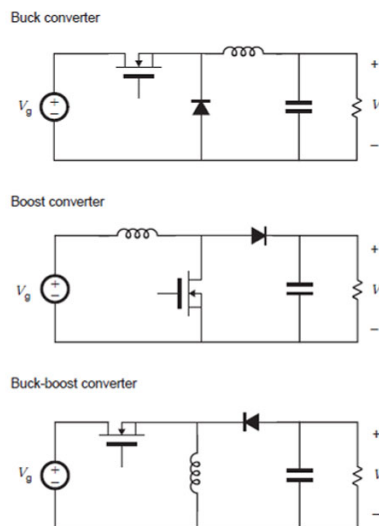 Buck converter
+
Vg
+
−
V
−
Boost converter
+
Vg
+
−
V
−
Buck-boost converter
+
Vg
+
−
V
−